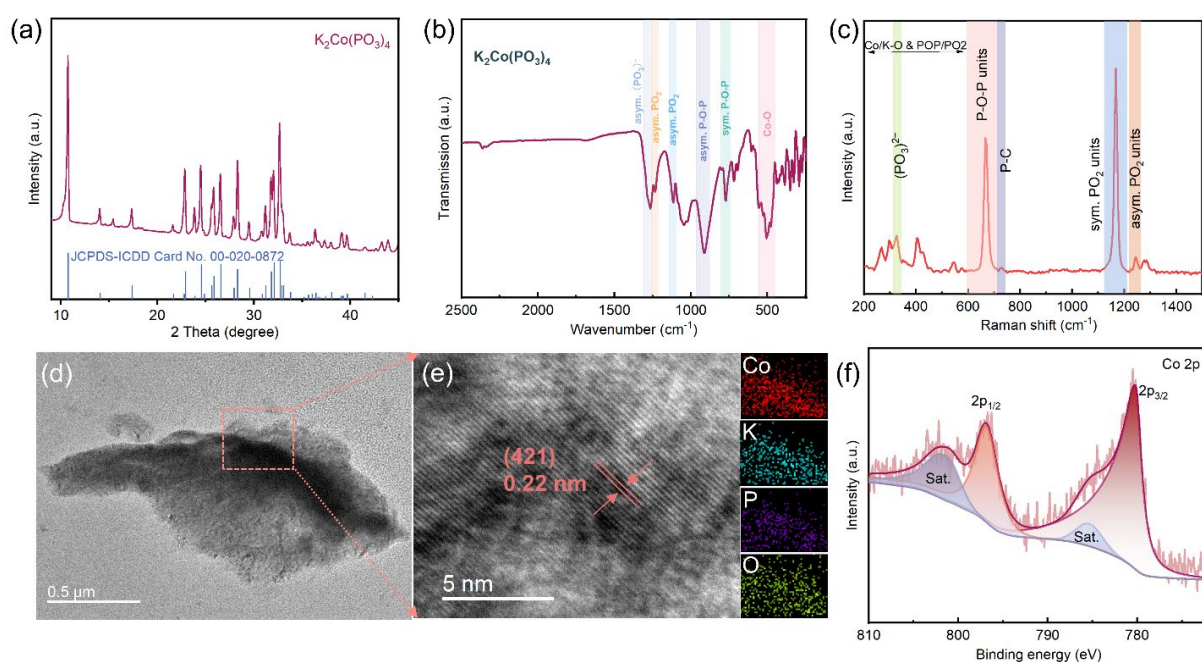 (a)
K₂Co(PO₃)₄
Intensity (a.u.)
JCPDS-ICDD Card No. 00-020-0872
10 20 30 40
2 Theta (degree)
(b)
K₂Co(PO₃)₄
asym. (PO₃)⁻
asym. PO₂
asym. PO₂
asym. P-O-P
sym. P-O-P
Co-O
Transmission (a.u.)
2500 2000 1500 1000 500
Wavenumber (cm⁻¹)
(c)
Co/K-O & POP/PO2
(PO₃)²⁻
P-O-P units
P-C
sym. PO₂ units
asym. PO₂ units
Intensity (a.u.)
200 400 600 800 1000 1200 1400
Raman shift (cm⁻¹)
(d)
0.5 μm
(e)
(421)
0.22 nm
5 nm
Co
K
P
O
(f)
Co 2p
2p₁/₂
2p₃/₂
Sat.
Sat.
Intensity (a.u.)
810 800 790 780
Binding energy (eV)